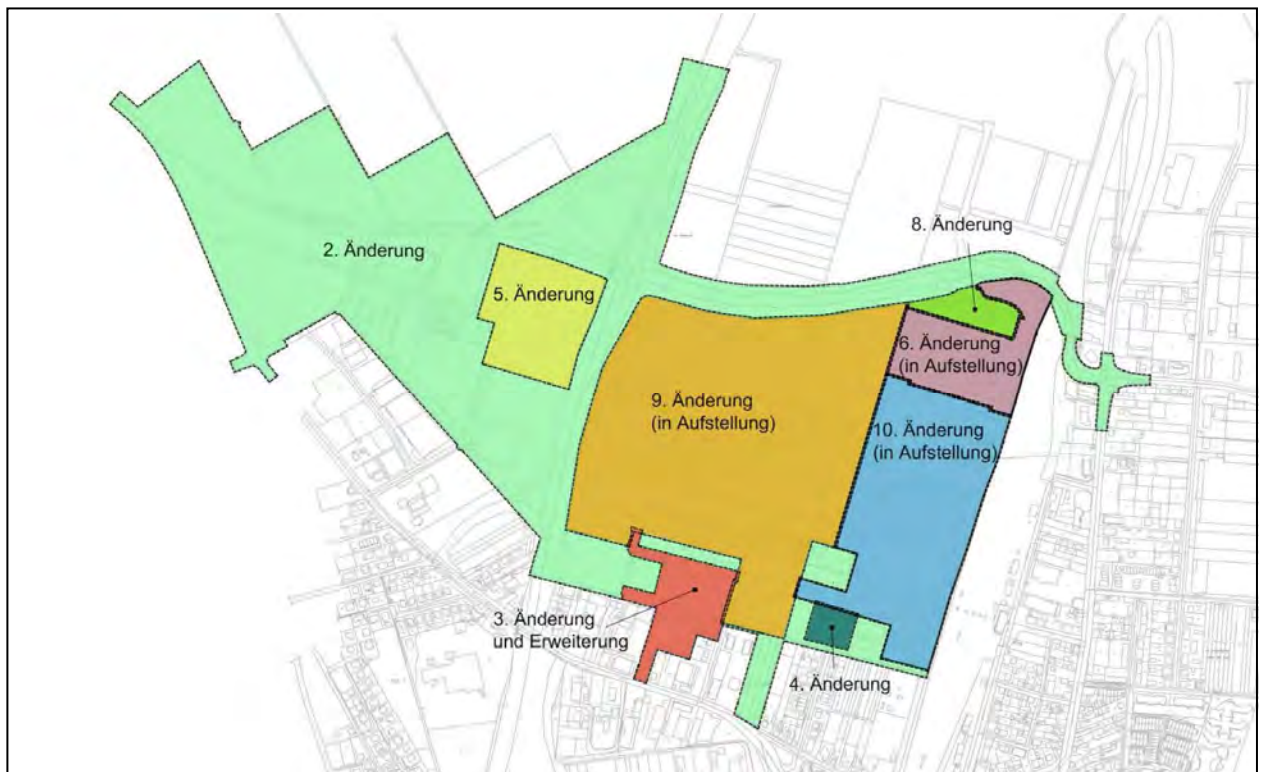 8. Änderung
2. Änderung
5. Änderung
6. Änderung
(in Aufstellung)
9. Änderung
(in Aufstellung)
10. Änderung
(in Aufstellung)
3. Änderung
und Erweiterung
4. Änderung